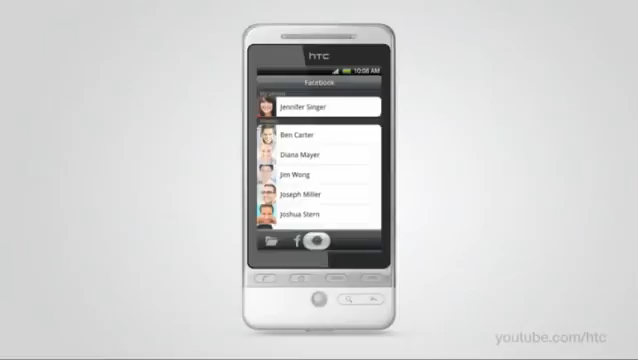 hTC
10:08 AM
Facebook
Jennifer Singer
Ben Carter
Diana Mayer
Jim Wong
Joseph Miller
Joshua Stern
youtube.com/htc